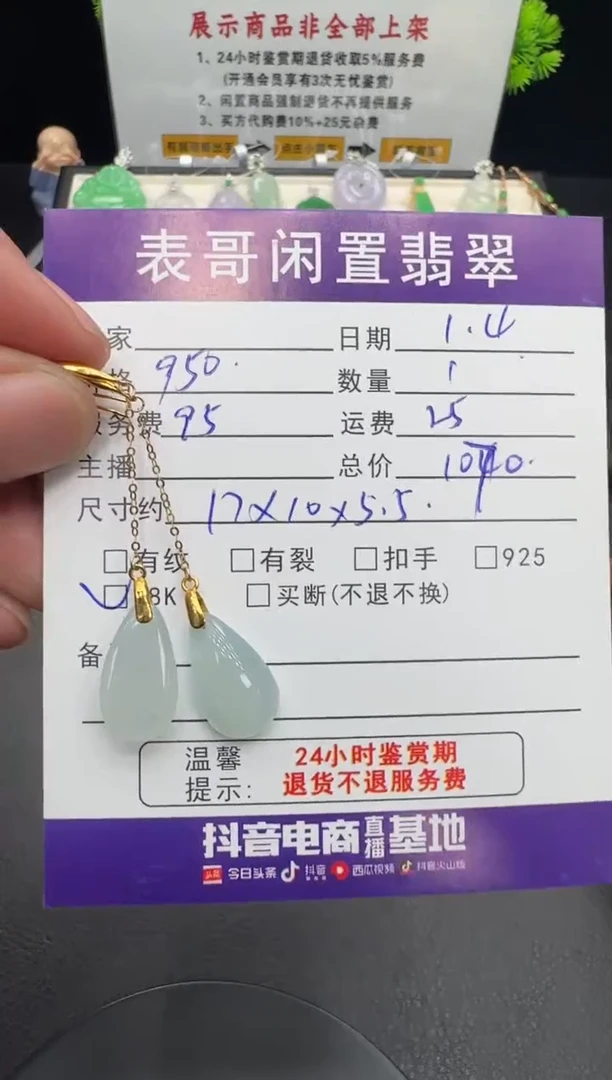 展示商品非全部上架
1、24小时鉴赏期退货收取5%服务费
(开通会员享有3次无忧鉴赏)
2、闲置商品强制退货不再提供服务
3、买方代购费10%+25元杂费
表哥闲置翡翠
家 日期 1.4
格 950. 数量 1
服务费 95 运费 25
主播 总价
尺寸约 17×10×5.5.
有纹 有裂 扣手 925
8K 买断(不退不换)
备
温馨 24小时鉴赏期
提示: 退货不退服务费
抖音电商直播基地
头条 今日头条 抖音 西瓜视频 抖音火山版